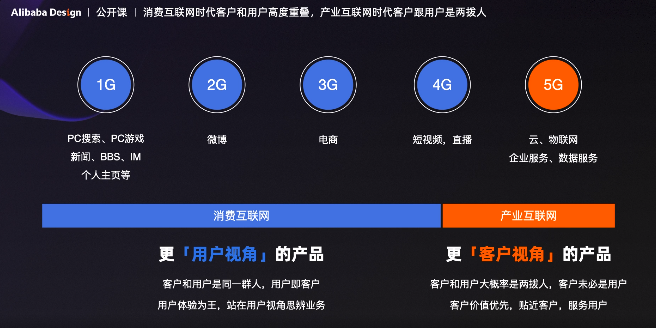 Alibaba Design | 公开课 | 消费互联网时代客户和用户高度重叠，产业互联网时代客户跟用户是两拨人
1G
2G
3G
4G
5G
PC搜索、PC游戏
新闻、BBS、IM
个人主页等
微博
电商
短视频，直播
云、物联网
企业服务、数据服务
消费互联网
产业互联网
更「用户视角」的产品
客户和用户是同一群人，用户即客户
用户体验为王，站在用户视角思辨业务
更「客户视角」的产品
客户和用户大概率是两拨人，客户未必是用户
客户价值优先，贴近客户，服务用户